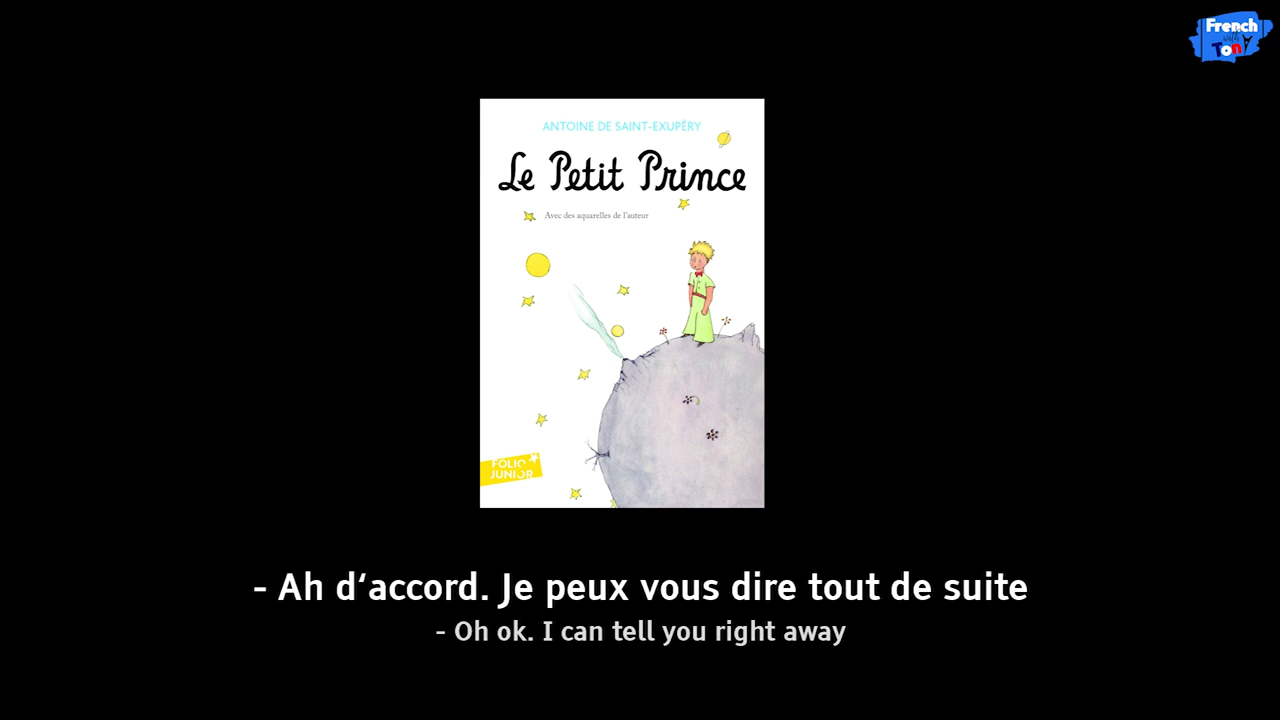 French
with
Tony
ANTOINE DE SAINT-EXUPÉRY
Le Petit Prince
Avec des aquarelles de l'auteur
FOLIO
JUNIOR
- Ah d‘accord. Je peux vous dire tout de suite
- Oh ok. I can tell you right away